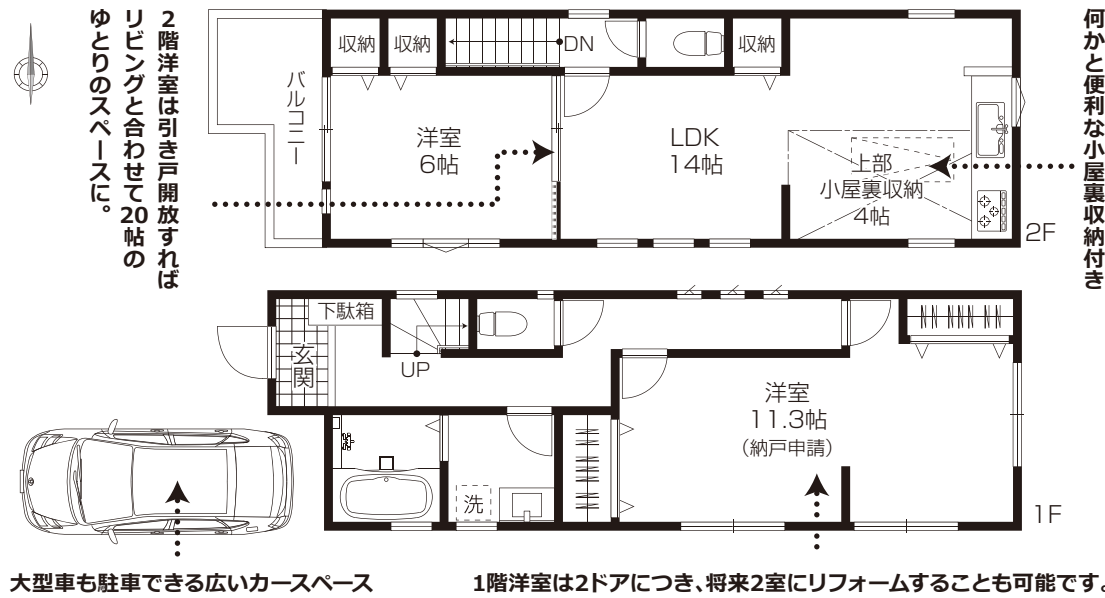 2階洋室は引き戸開放すれば
リビングと合わせて20帖の
ゆとりのスペースに。
何かと便利な小屋裏収納付き
収納
収納
DN
収納
バルコニー
洋室
6帖
LDK
14帖
上部
小屋裏収納
4帖
2F
下駄箱
玄関
UP
洋室
11.3帖
(納戸申請)
洗
1F
大型車も駐車できる広いカースペース
1階洋室は2ドアにつき、将来2室にリフォームすることも可能です。